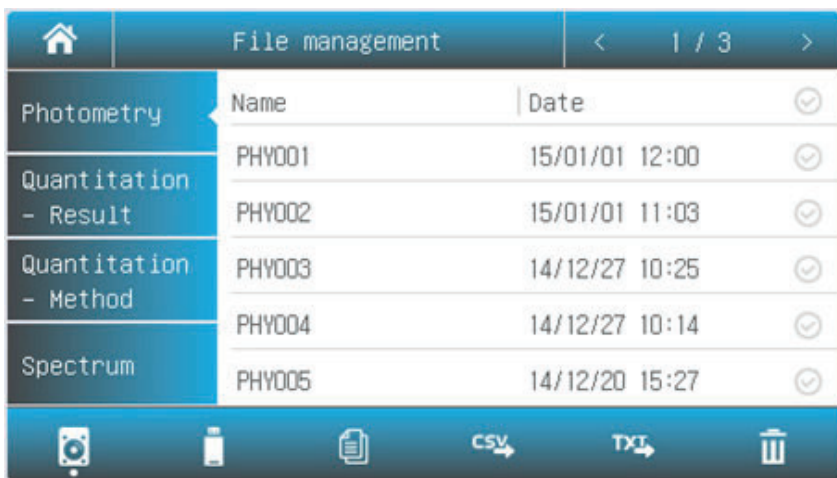 File management < 1 / 3 >
Photometry
Quantitation
- Result
Quantitation
- Method
Spectrum
Name Date
PHY001 15/01/01 12:00
PHY002 15/01/01 11:03
PHY003 14/12/27 10:25
PHY004 14/12/27 10:14
PHY005 14/12/20 15:27
CSV TXT